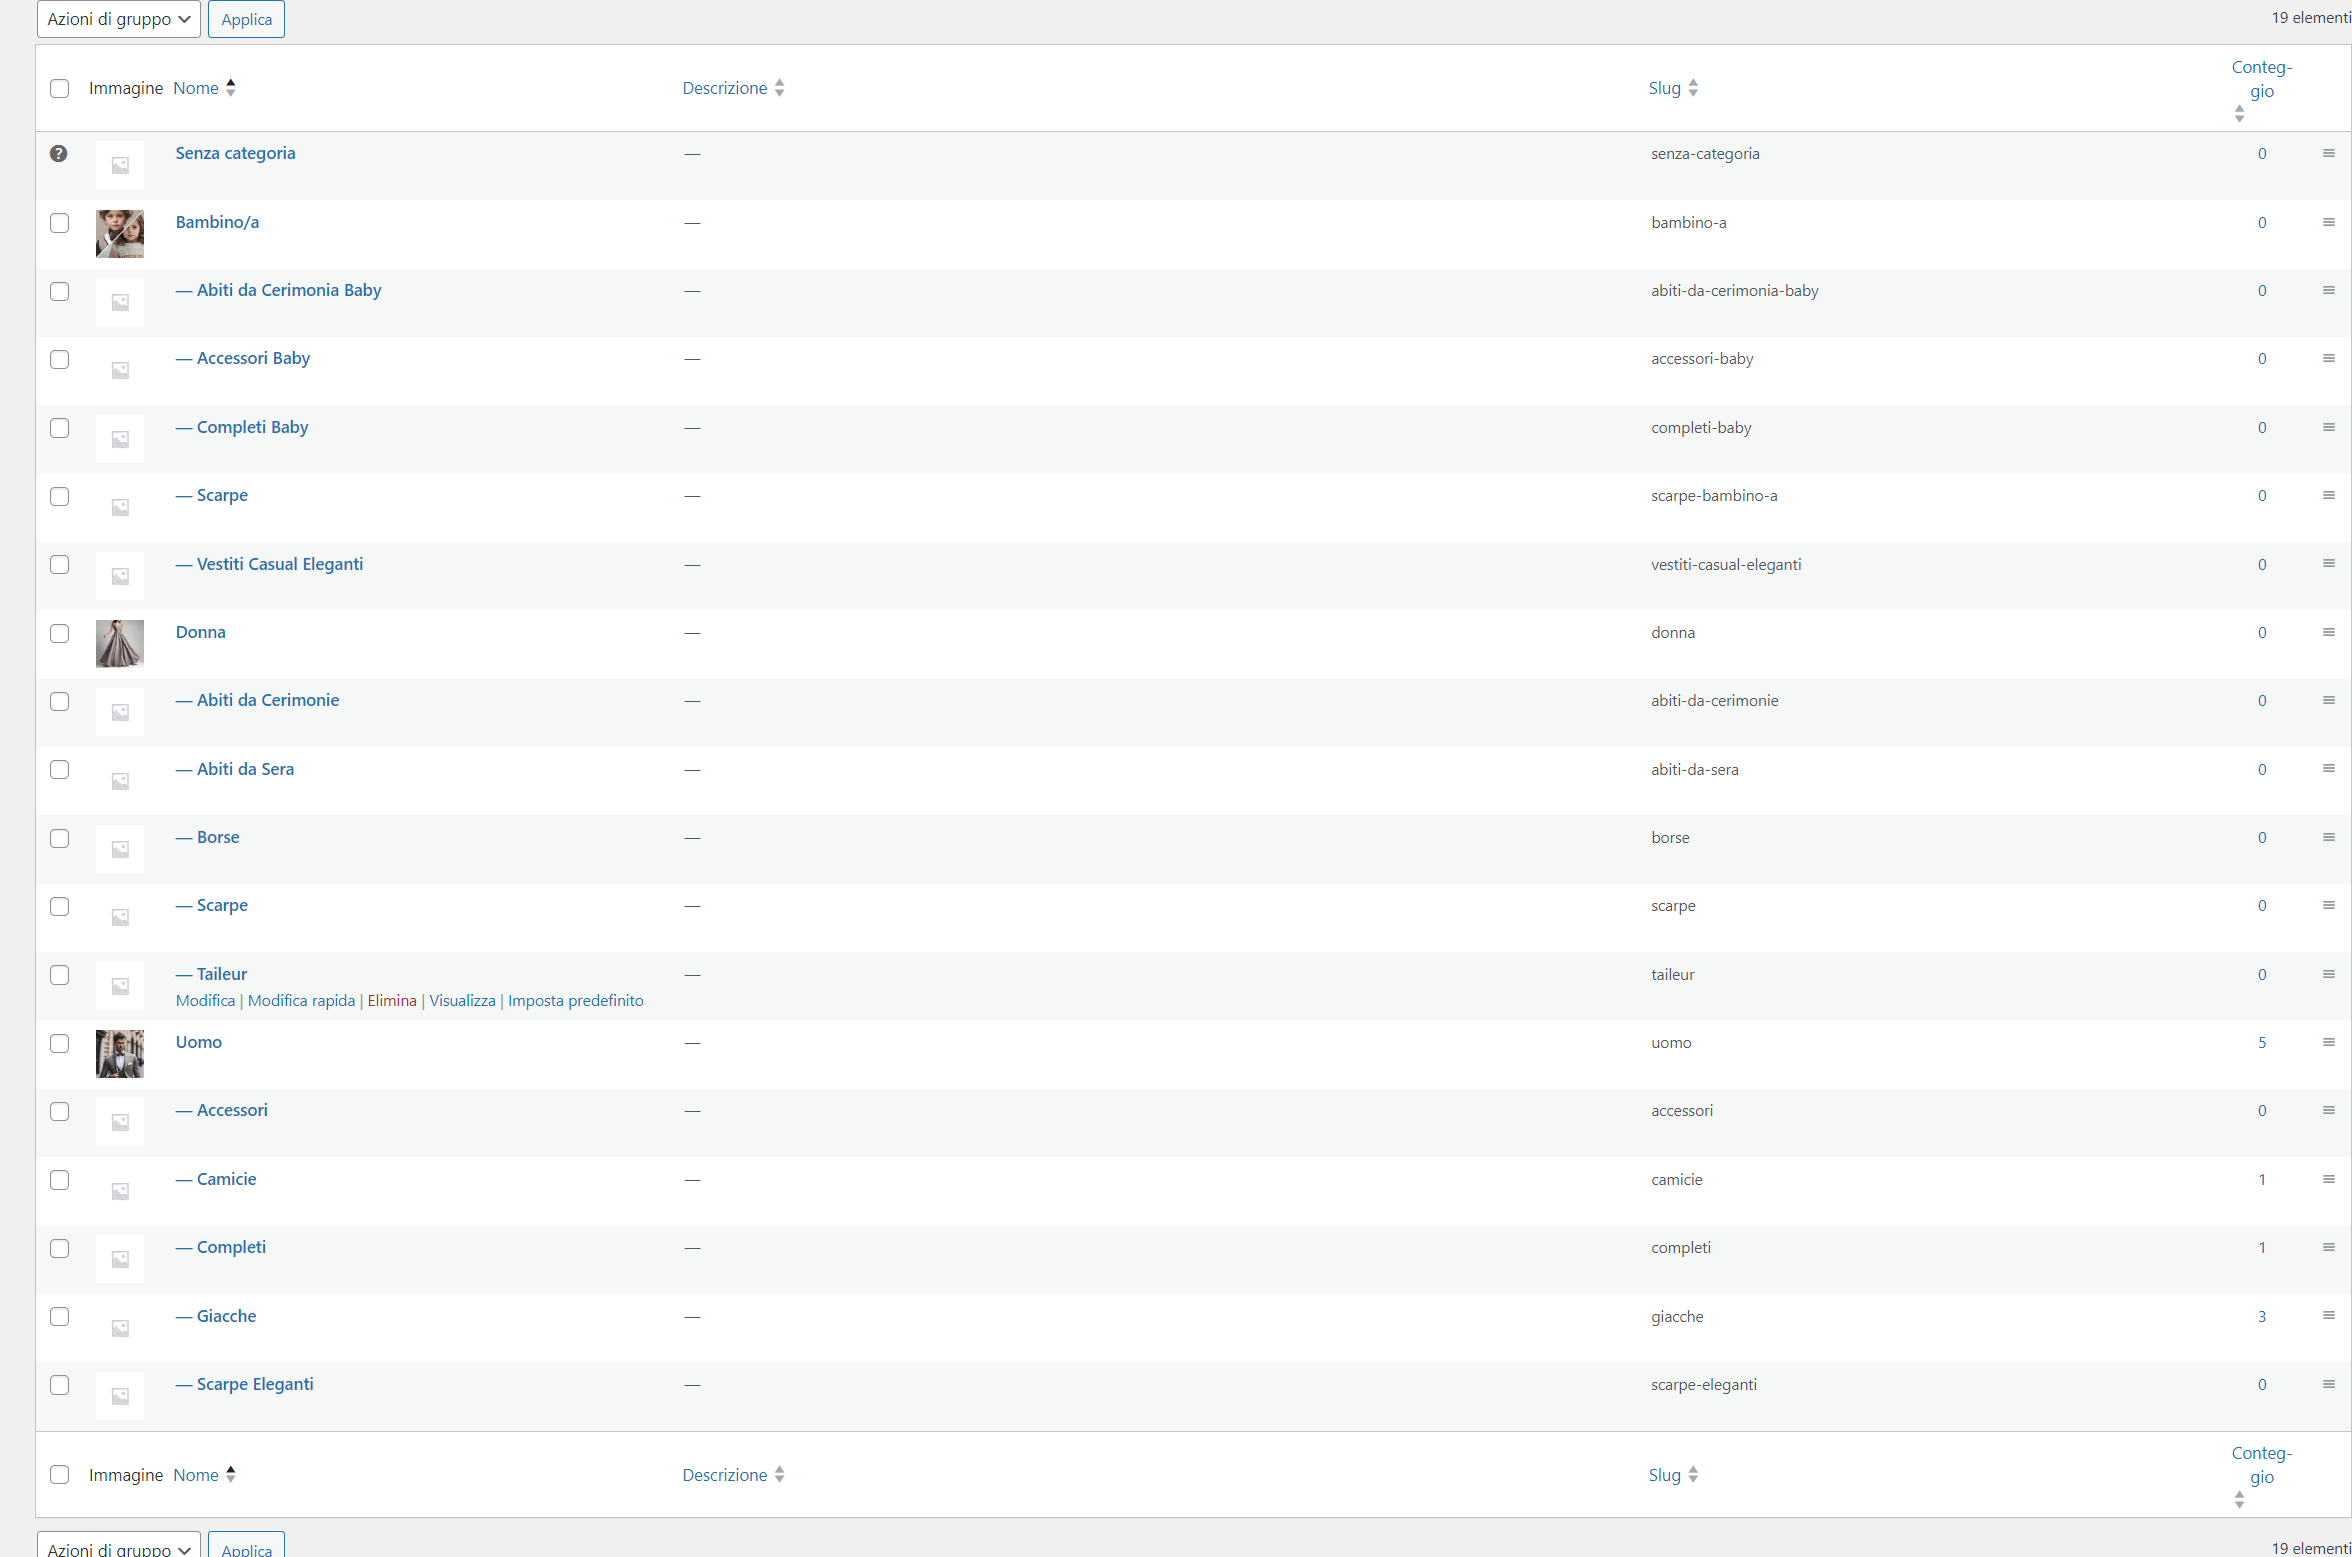 Azioni di gruppo Applica 19 elementi
Immagine Nome Descrizione Slug Conteg-
gio
Senza categoria — senza-categoria 0
Bambino/a — bambino-a 0
— Abiti da Cerimonia Baby — abiti-da-cerimonia-baby 0
— Accessori Baby — accessori-baby 0
— Completi Baby — completi-baby 0
— Scarpe — scarpe-bambino-a 0
— Vestiti Casual Eleganti — vestiti-casual-eleganti 0
Donna — donna 0
— Abiti da Cerimonie — abiti-da-cerimonie 0
— Abiti da Sera — abiti-da-sera 0
— Borse — borse 0
— Scarpe — scarpe 0
— Taileur — taileur 0
Modifica | Modifica rapida | Elimina | Visualizza | Imposta predefinito
Uomo — uomo 5
— Accessori — accessori 0
— Camicie — camicie 1
— Completi — completi 1
— Giacche — giacche 3
— Scarpe Eleganti — scarpe-eleganti 0
Immagine Nome Descrizione Slug Conteg-
gio
Azioni di gruppo Applica 19 elementi